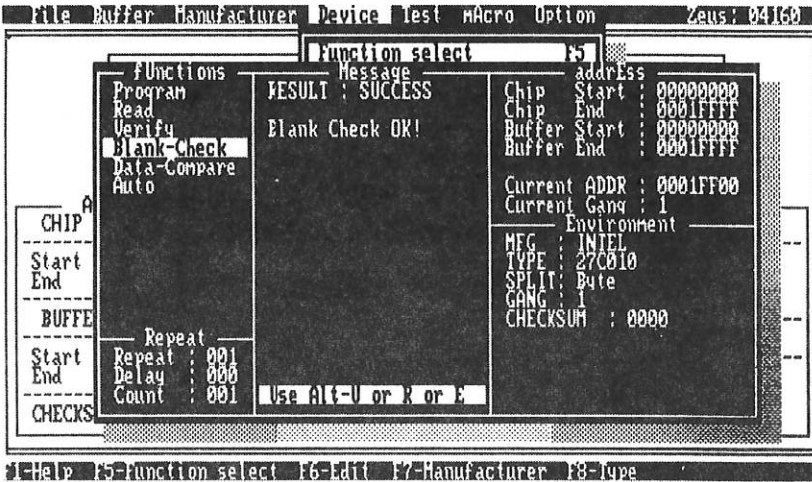 File Buffer Manufacturer Device Test mAcro Option Zeus: 04160
Function select F5
fUnctions
Program
Read
Verify
Blank-Check
Data-Compare
Auto
Repeat
Repeat : 001
Delay : 000
Count : 001
Message
RESULT : SUCCESS
Blank Check OK!
Use Alt-U or R or E
addrEss
Chip Start : 00000000
Chip End : 0001FFFF
Buffer Start : 00000000
Buffer End : 0001FFFF
Current ADDR : 0001FF00
Current Gang : 1
Environment
MFG : INTEL
TYPE : 27C010
SPLIT: Byte
GANG : 1
CHECKSUM : 0000
A
CHIP
Start
End
BUFFE
Start
End
CHECKS
F1-Help F5-Function select F6-Edit F7-Manufacturer F8-Type